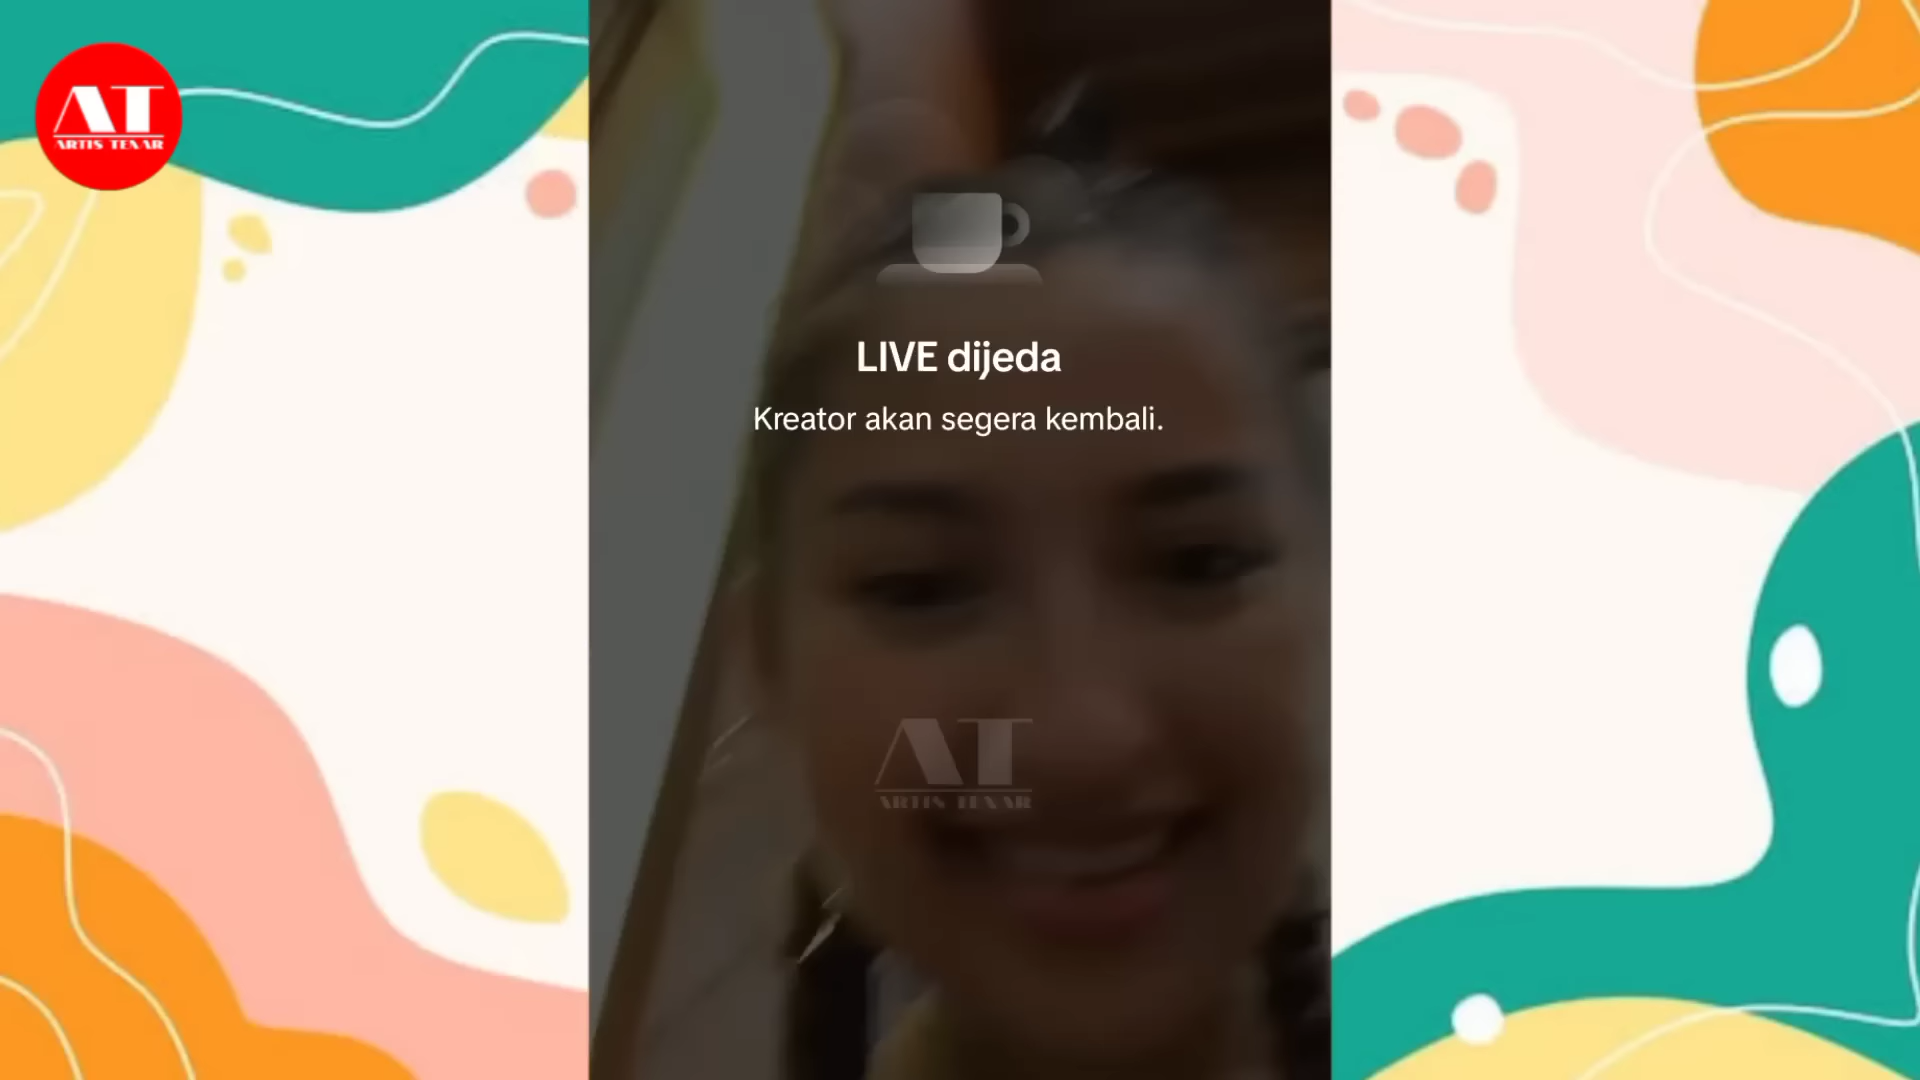 AT
ARTIS TENAR
LIVE dijeda
Kreator akan segera kembali.
AT
ARTIS TENAR